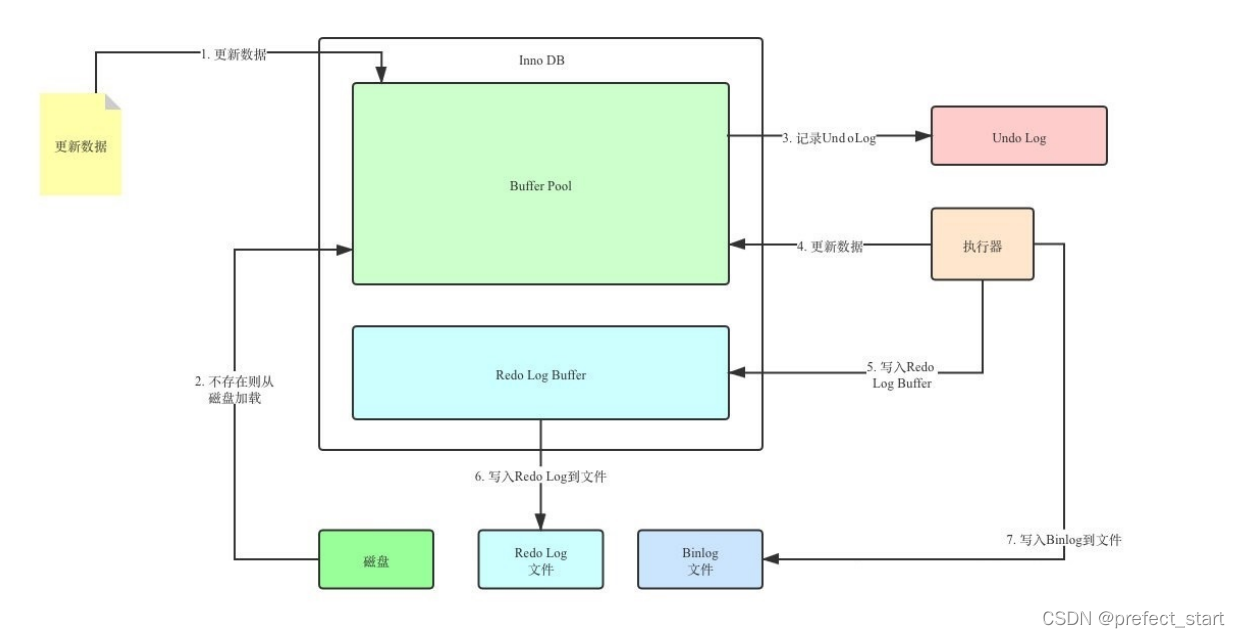 1. 更新数据
Inno DB
更新数据
Buffer Pool
3. 记录UndoLog
Undo Log
4. 更新数据
执行器
2. 不存在则从
磁盘加载
Redo Log Buffer
5. 写入Redo
Log Buffer
6. 写入Redo Log到文件
7. 写入Binlog到文件
磁盘
Redo Log
文件
Binlog
文件
CSDN @prefect_start